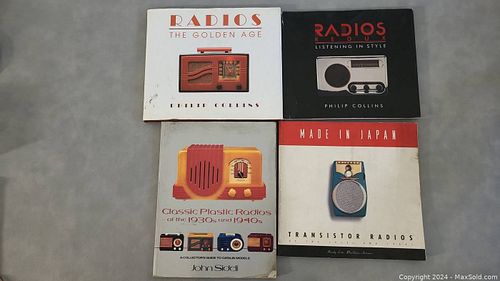 RADIOS
THE GOLDEN AGE
PHILIP COLLINS
RADIOS
REDUX
LISTENING IN STYLE
PHILIP COLLINS
Classic Plastic Radios
of the 1930s and 1940s
A COLLECTOR'S GUIDE TO CATALIN MODELS
John Sideli
MADE IN JAPAN
TRANSISTOR RADIOS
Copyright © 2024 - MaxSold.com